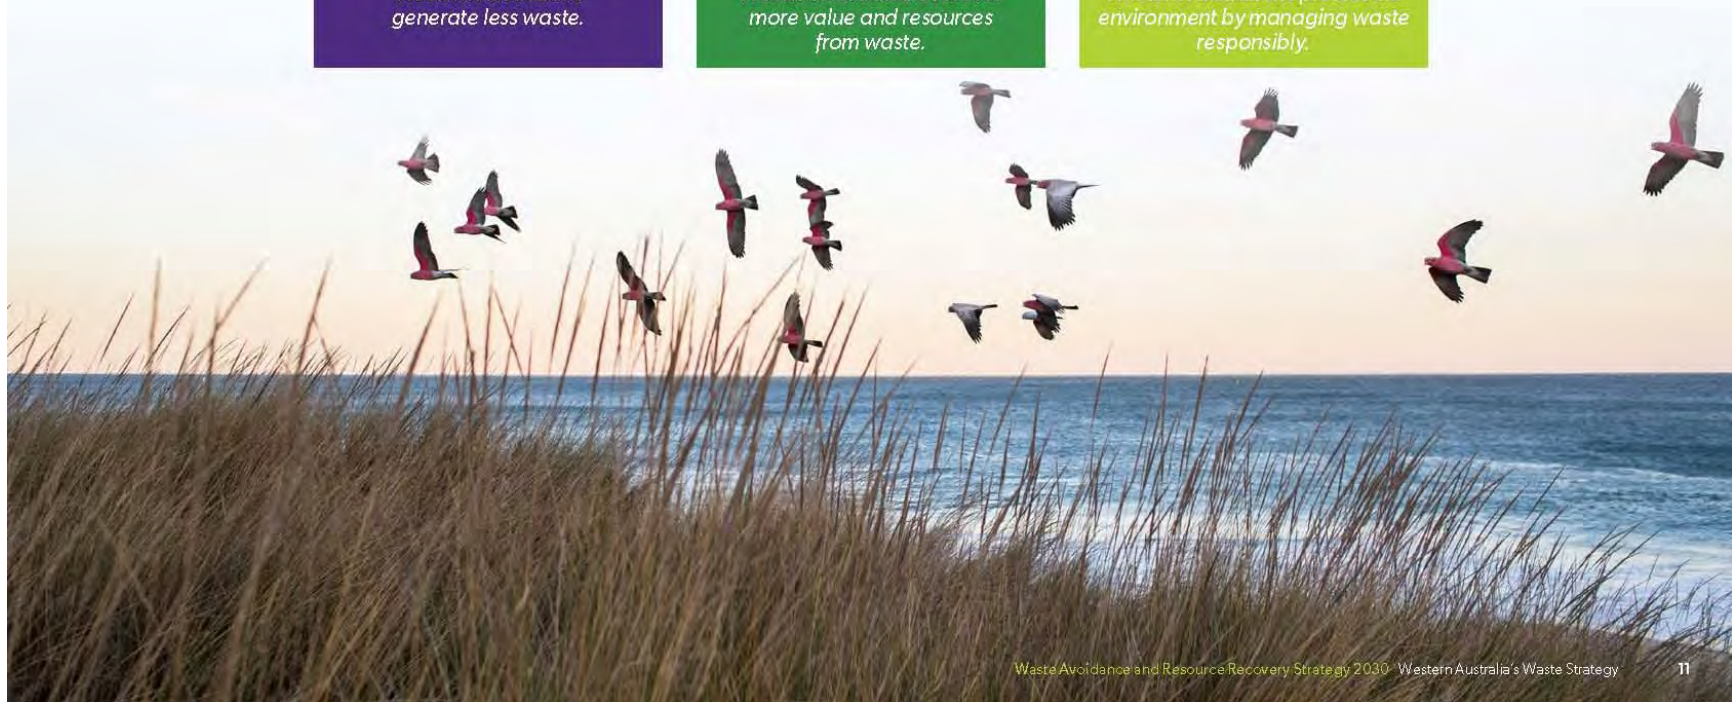 generate less waste.
more value and resources
from waste.
environment by managing waste
responsibly.
Waste Avoidance and Resource Recovery Strategy 2030 Western Australia's Waste Strategy 11